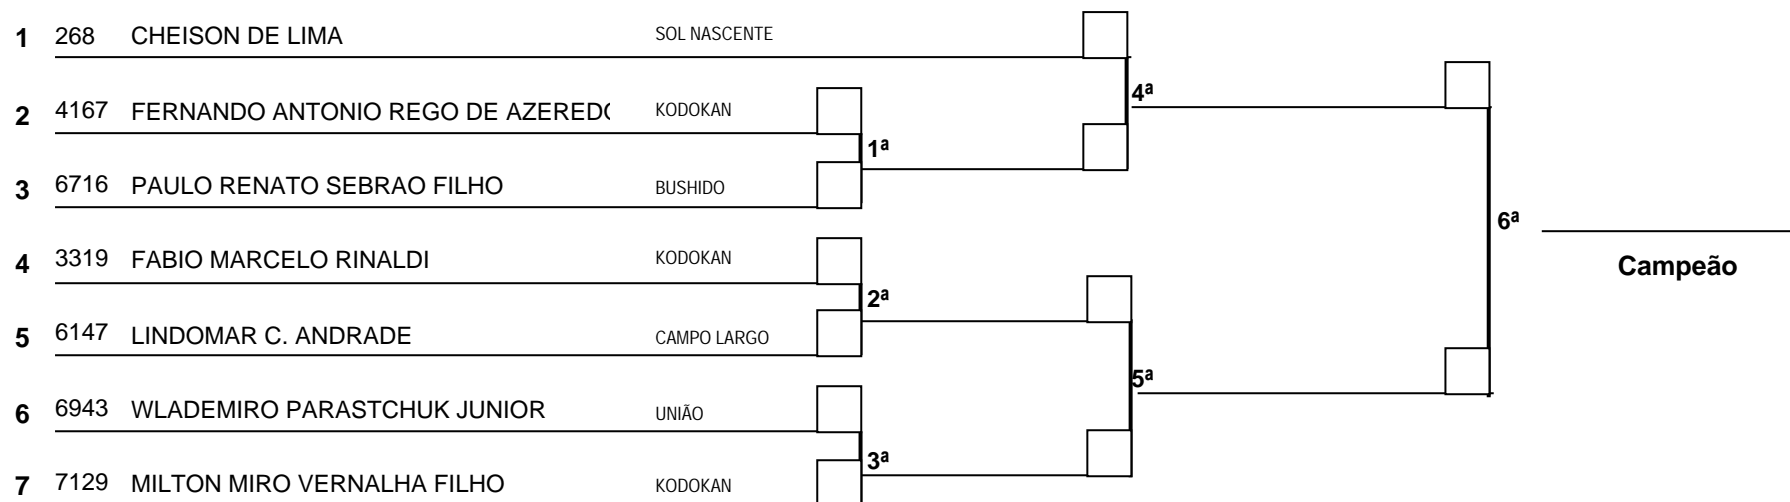 1 268 CHEISON DE LIMA SOL NASCENTE
4ª
2 4167 FERNANDO ANTONIO REGO DE AZEREDO KODOKAN
1ª
3 6716 PAULO RENATO SEBRAO FILHO BUSHIDO
6ª
4 3319 FABIO MARCELO RINALDI KODOKAN
Campeão
2ª
5 6147 LINDOMAR C. ANDRADE CAMPO LARGO
5ª
6 6943 WLADEMIRO PARASTCHUK JUNIOR UNIÃO
3ª
7 7129 MILTON MIRO VERNALHA FILHO KODOKAN